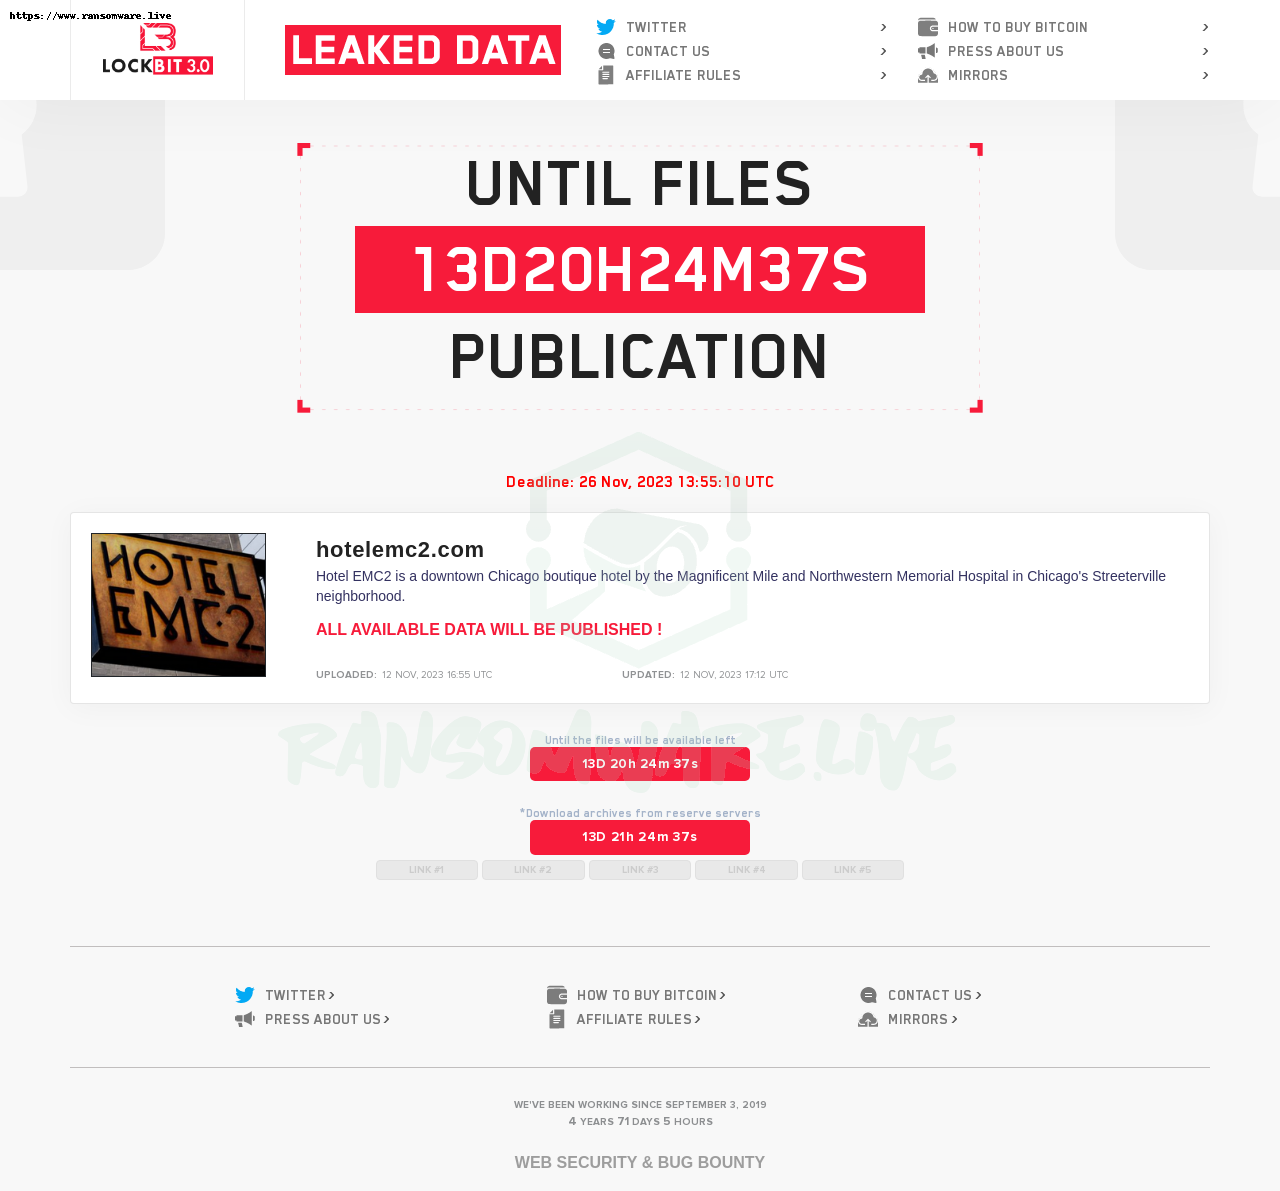 https://www.ransomware.live
LOCKBIT 3.0
LEAKED DATA
TWITTER
CONTACT US
AFFILIATE RULES
HOW TO BUY BITCOIN
PRESS ABOUT US
MIRRORS
UNTIL FILES
13D20H24M37S
PUBLICATION
Deadline: 26 Nov, 2023 13:55:10 UTC
HOTEL
EMC2
hotelemc2.com
Hotel EMC2 is a downtown Chicago boutique hotel by the Magnificent Mile and Northwestern Memorial Hospital in Chicago's Streeterville
neighborhood.
ALL AVAILABLE DATA WILL BE PUBLISHED !
UPLOADED: 12 NOV, 2023 16:55 UTC
UPDATED: 12 NOV, 2023 17:12 UTC
RANSOMWARE.LIVE
Until the files will be available left
13D 20h 24m 37s
*Download archives from reserve servers
13D 21h 24m 37s
LINK #1 LINK #2 LINK #3 LINK #4 LINK #5
TWITTER
HOW TO BUY BITCOIN
CONTACT US
PRESS ABOUT US
AFFILIATE RULES
MIRRORS
WE'VE BEEN WORKING SINCE SEPTEMBER 3, 2019
4 YEARS 71 DAYS 5 HOURS
WEB SECURITY & BUG BOUNTY